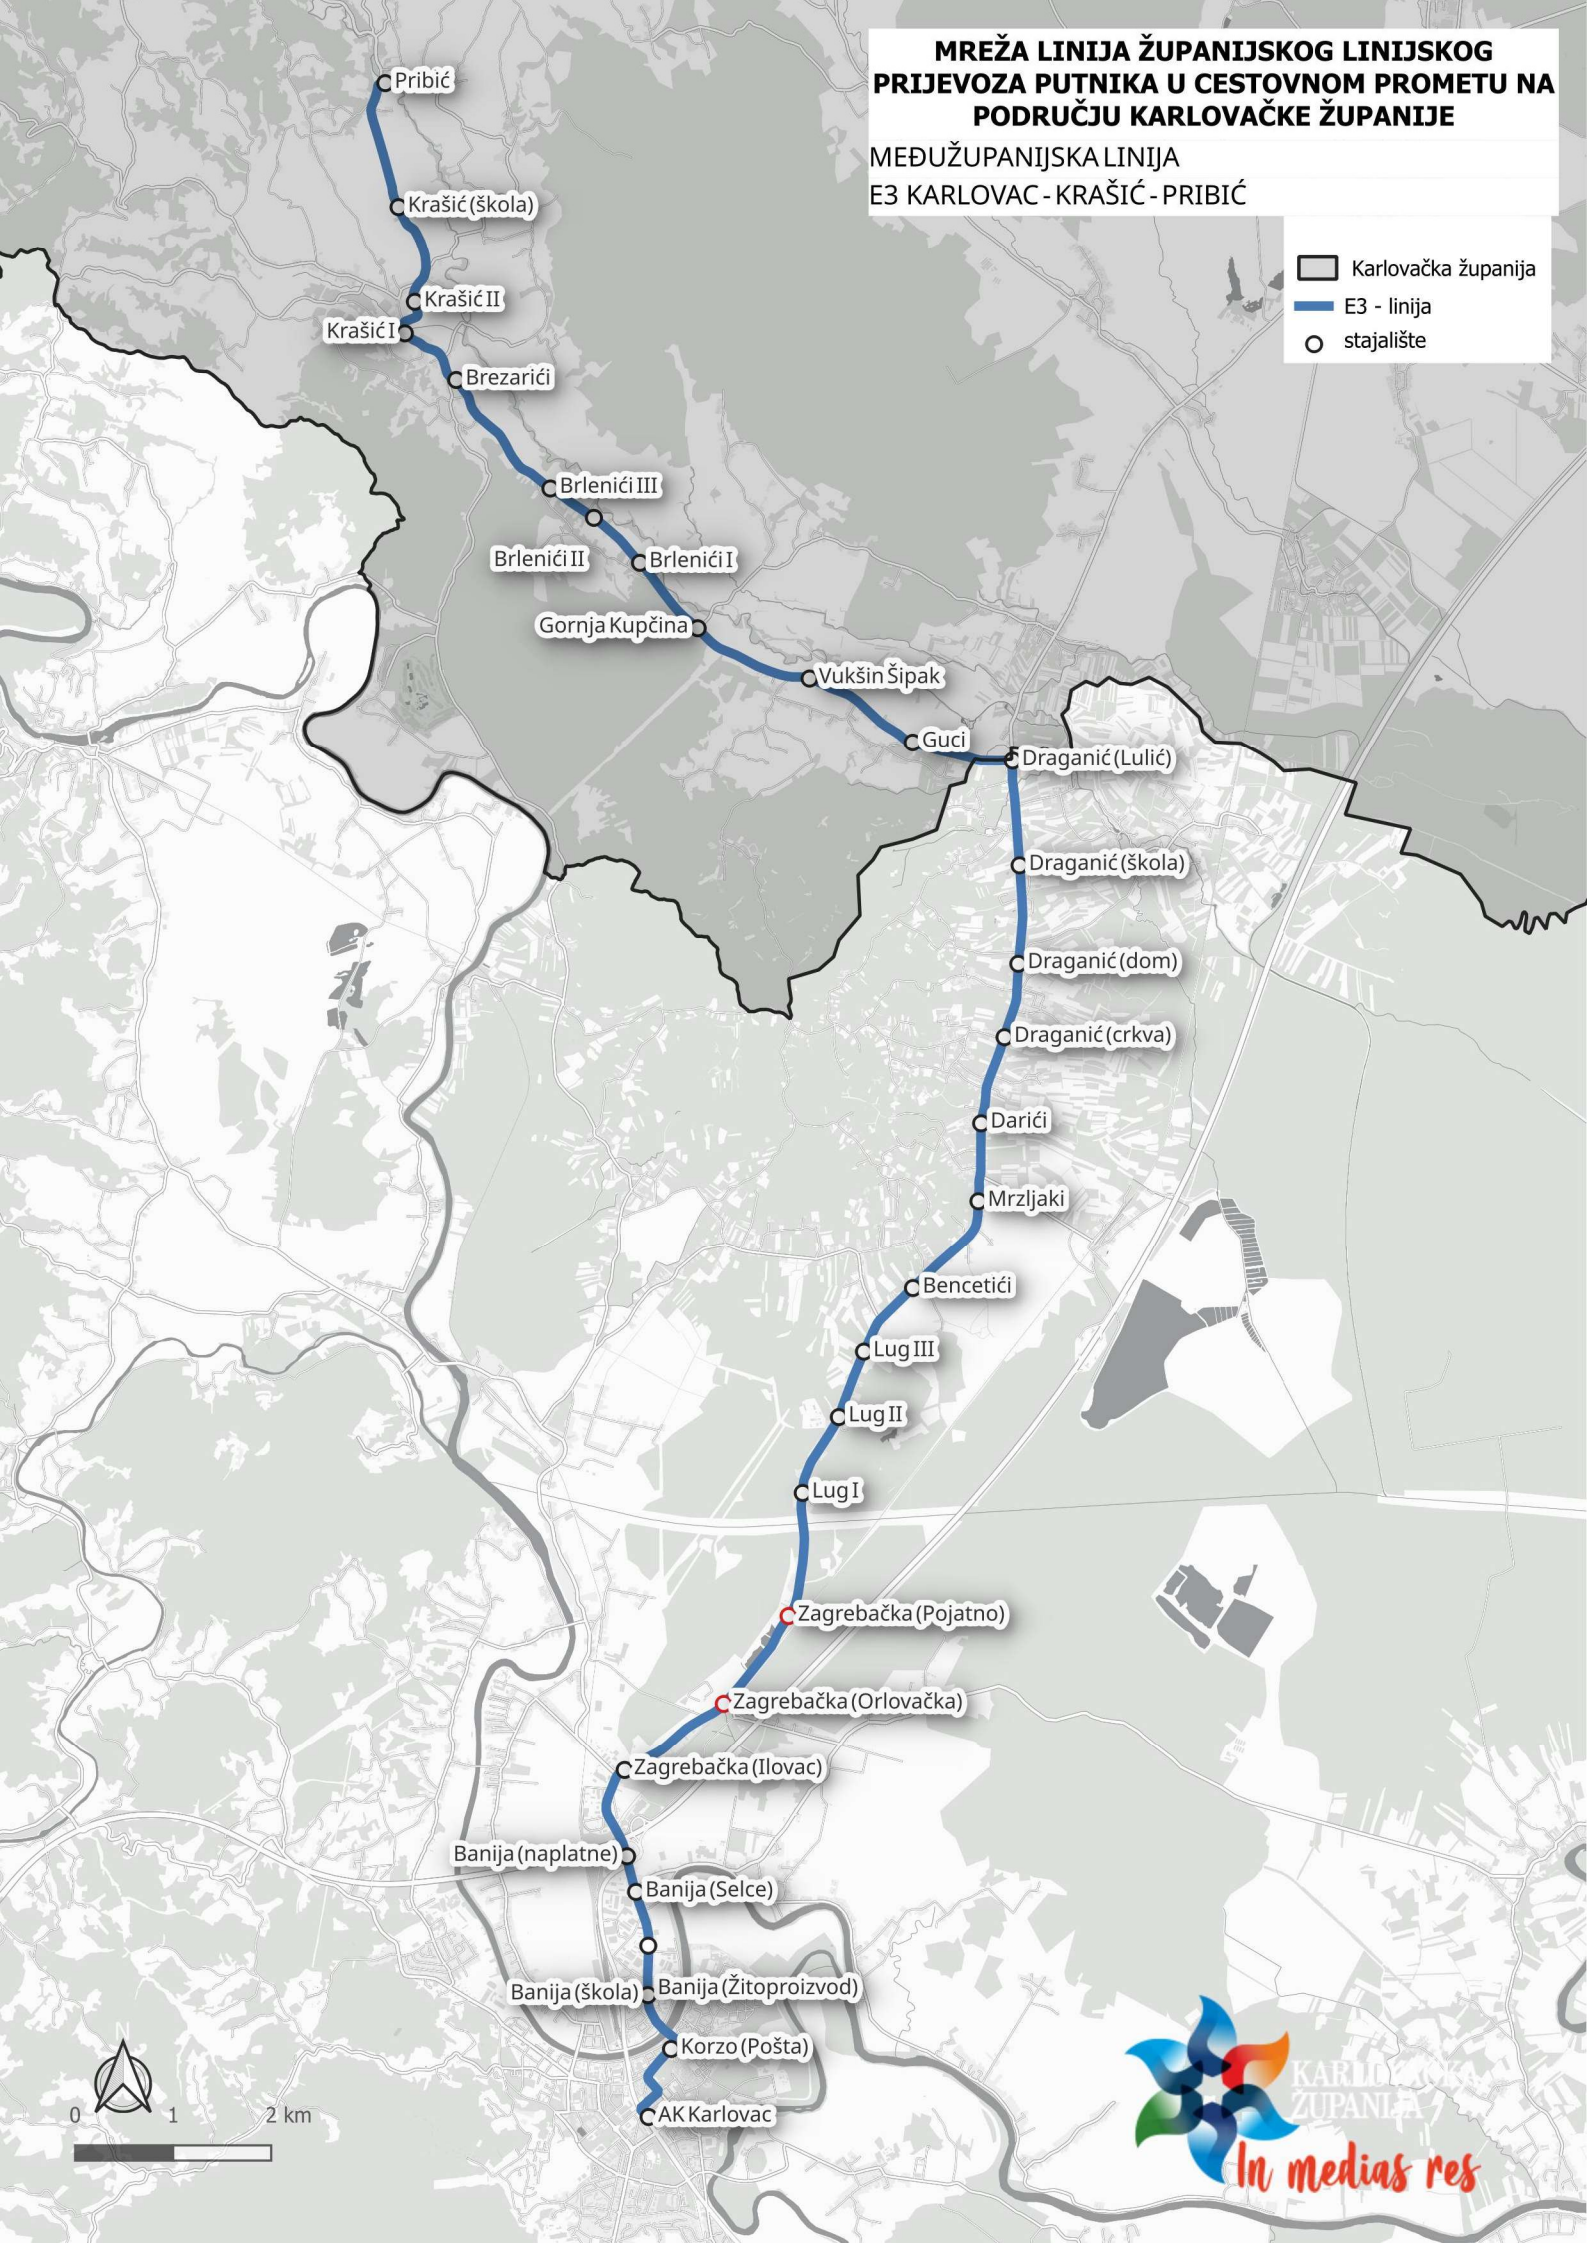 MREŽA LINIJA ŽUPANIJSKOG LINIJSKOG
PRIJEVOZA PUTNIKA U CESTOVNOM PROMETU NA
PODRUČJU KARLOVAČKE ŽUPANIJE
MEĐUŽUPANIJSKA LINIJA
E3 KARLOVAC - KRAŠIĆ - PRIBIĆ
Karlovačka županija
E3 - linija
stajalište
Pribić
Krašić (škola)
Krašić II
Krašić I
Brezarići
Brlenići III
Brlenići II
Brlenići I
Gornja Kupčina
Vukšin Šipak
Guci
Draganić (Lulić)
Draganić (škola)
Draganić (dom)
Draganić (crkva)
Darići
Mrzljaki
Bencetići
Lug III
Lug II
Lug I
Zagrebačka (Pojatno)
Zagrebačka (Orlovačka)
Zagrebačka (Ilovac)
Banija (naplatne)
Banija (Selce)
Banija (škola)
Banija (Žitoproizvod)
Korzo (Pošta)
AK Karlovac
N
0 1 2 km
KARLOVAČKA
ŽUPANIJA
In medias res